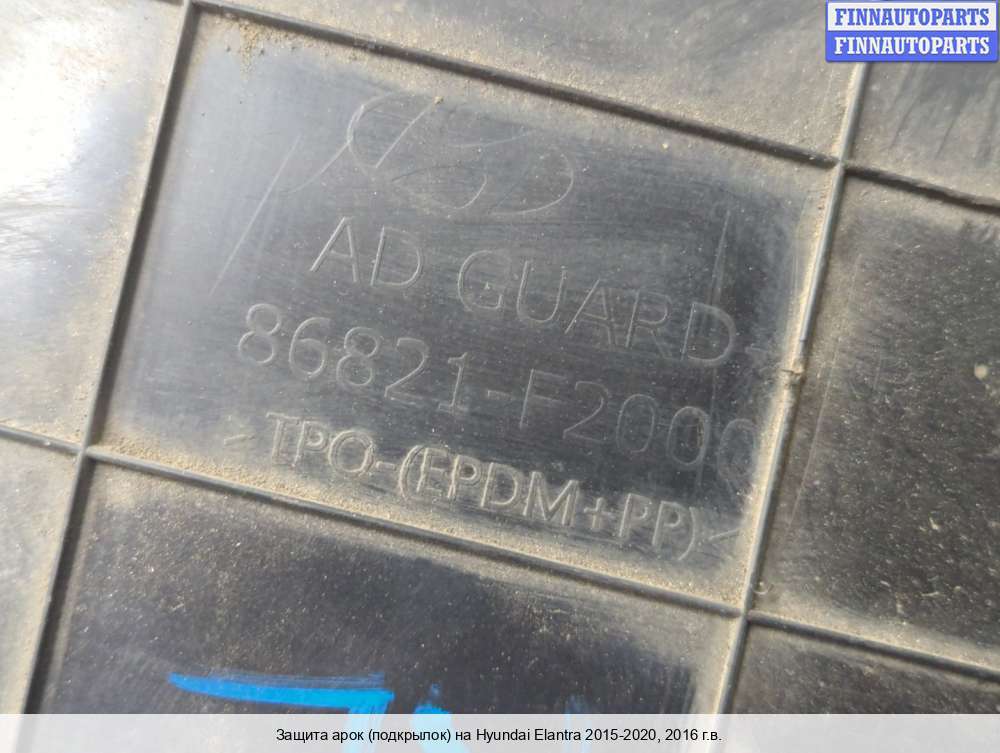 FINNAUTOPARTS
FINNAUTOPARTS
AD GUARD
86821-F2000
TPO-(EPDM+PP)<
Защита арок (подкрылок) на Hyundai Elantra 2015-2020, 2016 г.в.